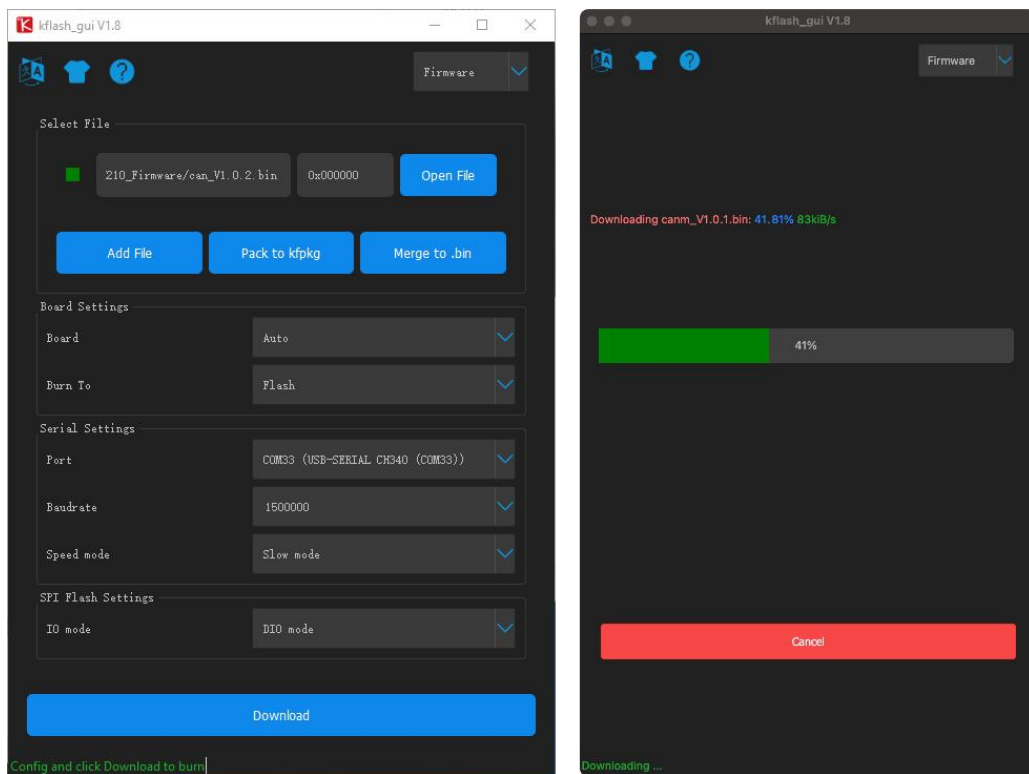 kflash_gui V1.8
Firmware
Select File
210_Firmware/can_V1.0.2.bin
0x000000
Open File
Add File
Pack to kfpkg
Merge to .bin
Board Settings
Board
Auto
Burn To
Flash
Serial Settings
Port
COM33 (USB-SERIAL CH340 (COM33))
Baudrate
1500000
Speed mode
Slow mode
SPI Flash Settings
IO mode
DIO mode
Download
Config and click Download to burn
kflash_gui V1.8
Firmware
Downloading canm_V1.0.1.bin: 41.81% 83kiB/s
41%
Cancel
Downloading ...